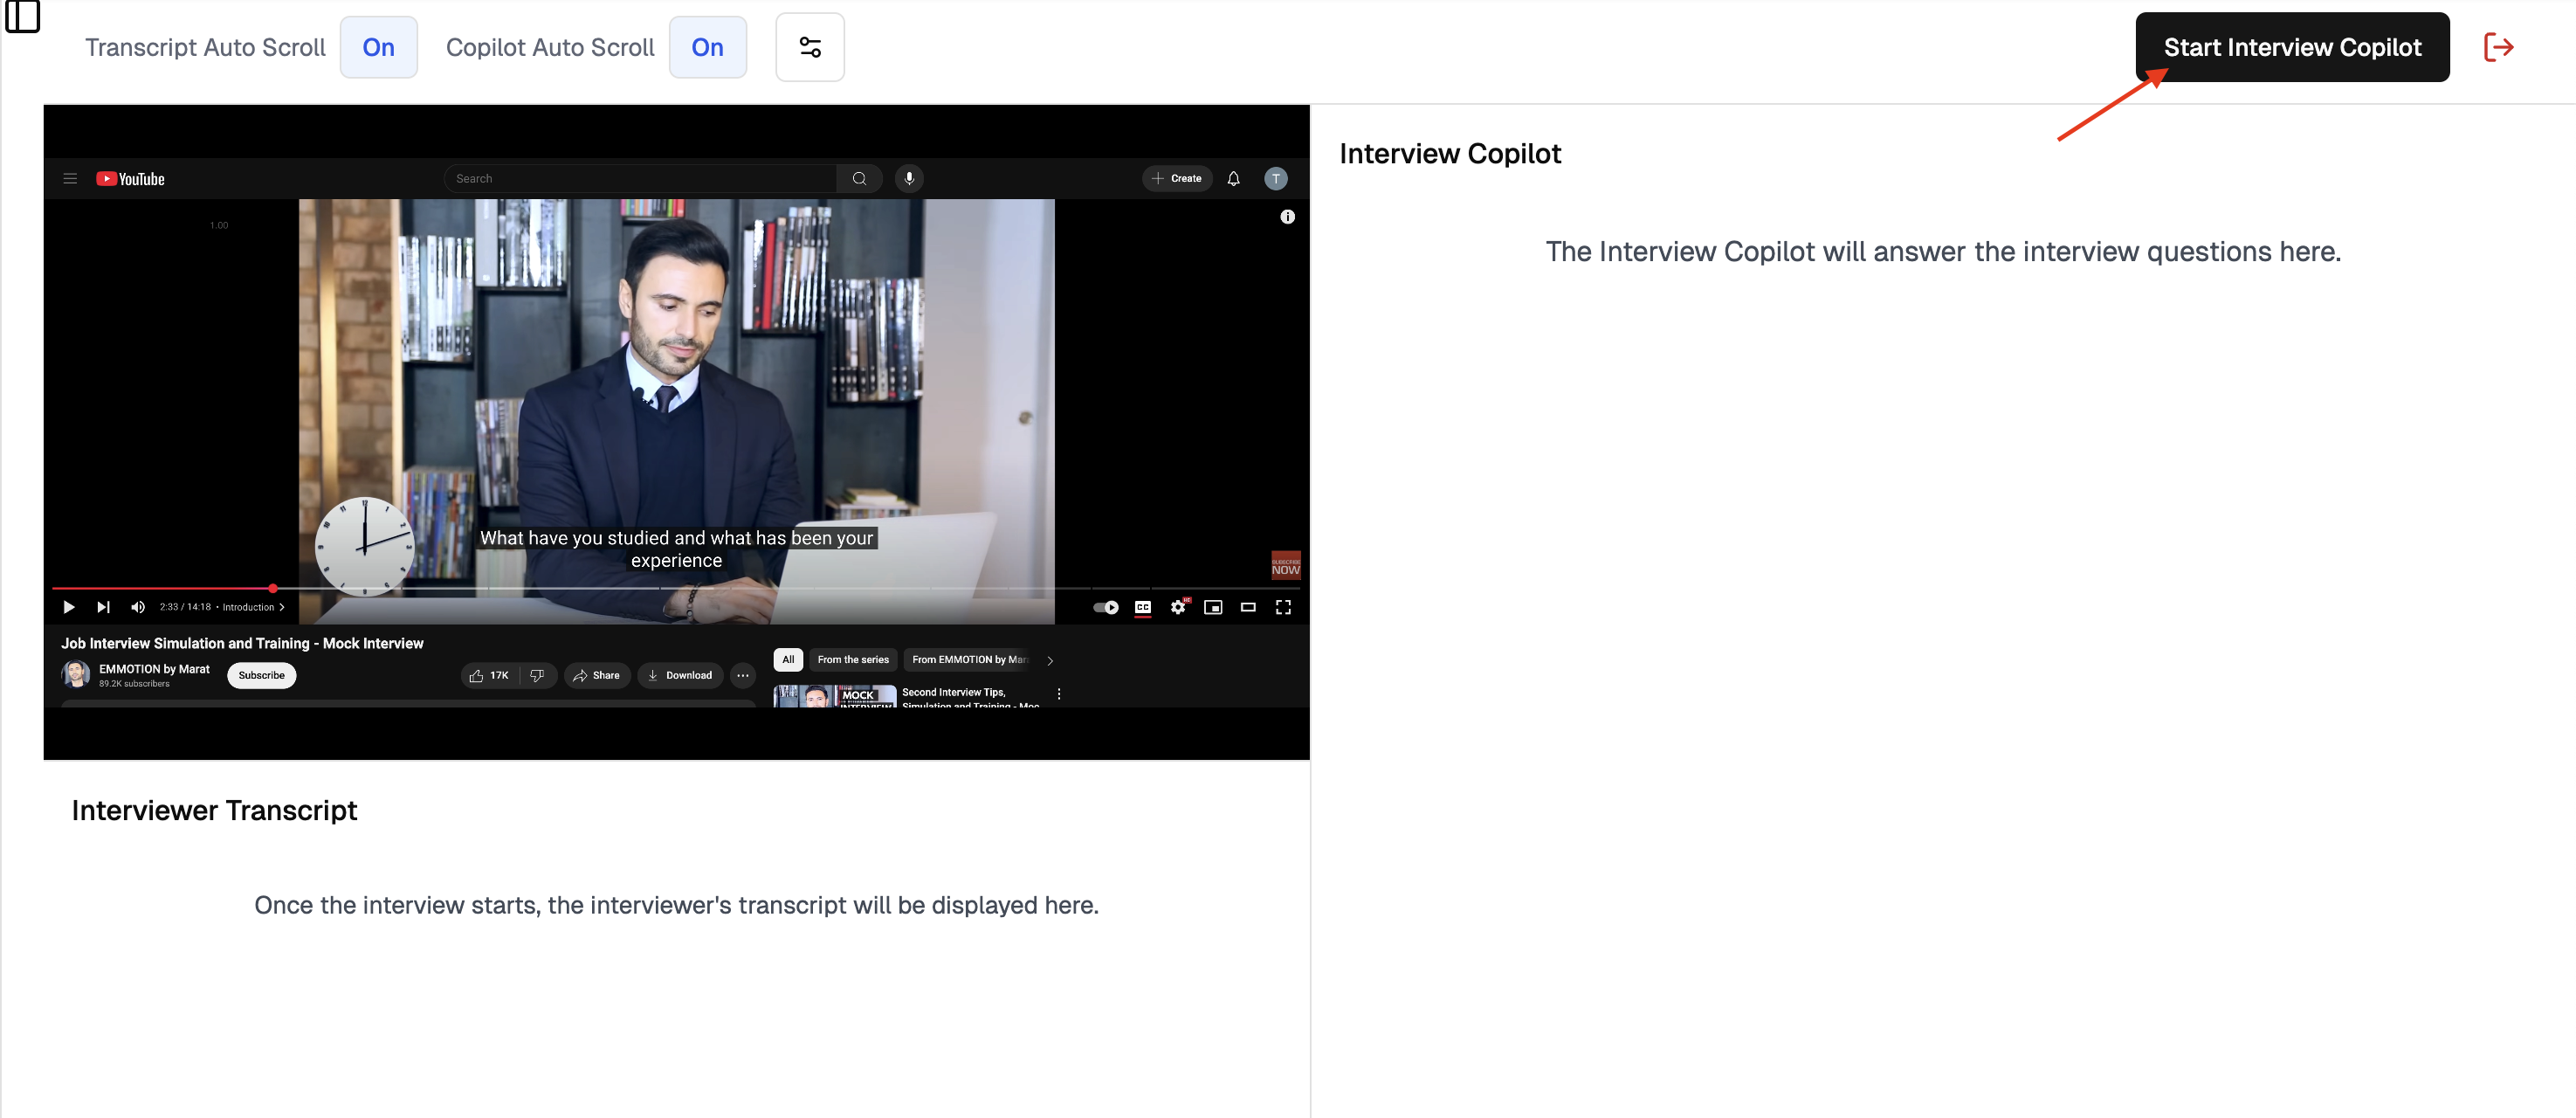 Transcript Auto Scroll On Copilot Auto Scroll On Start Interview Copilot
YouTube Search Create T
1.00
What have you studied and what has been your
experience
SUBSCRIBE
NOW
2:33 / 14:18 • Introduction
CC HD
Job Interview Simulation and Training - Mock Interview
EMMOTION by Marat
89.2K subscribers
Subscribe 17K Share Download
All From the series From EMMOTION by Mar
MOCK
INTERVIEW
Second Interview Tips,
Simulation and Training - Moc
Interviewer Transcript
Once the interview starts, the interviewer's transcript will be displayed here.
Interview Copilot
The Interview Copilot will answer the interview questions here.